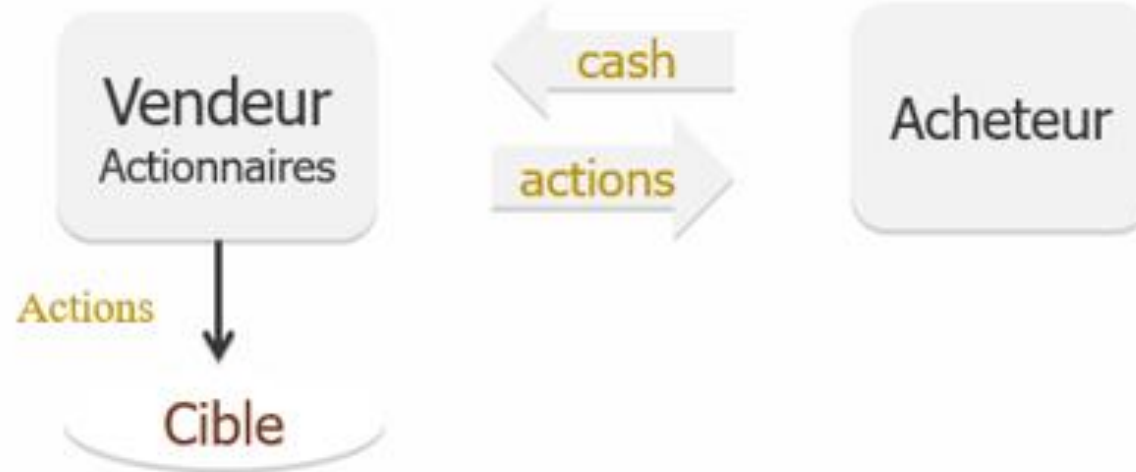 Vendeur
Actionnaires
cash
actions
Acheteur
Actions
Cible